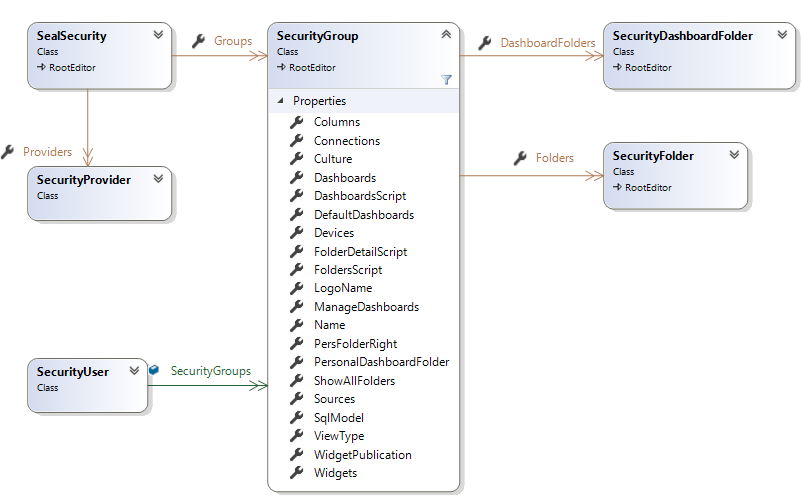 SealSecurity
Class
RootEditor
Groups
SecurityGroup
Class
RootEditor
DashboardFolders
SecurityDashboardFolder
Class
RootEditor
Providers
SecurityProvider
Class
Properties
Columns
Connections
Culture
Dashboards
DashboardsScript
DefaultDashboards
Devices
FolderDetailScript
FoldersScript
LogoName
ManageDashboards
Name
PersFolderRight
PersonalDashboardFolder
ShowAllFolders
Sources
SqlModel
ViewType
WidgetPublication
Widgets
Folders
SecurityFolder
Class
RootEditor
SecurityUser
Class
SecurityGroups